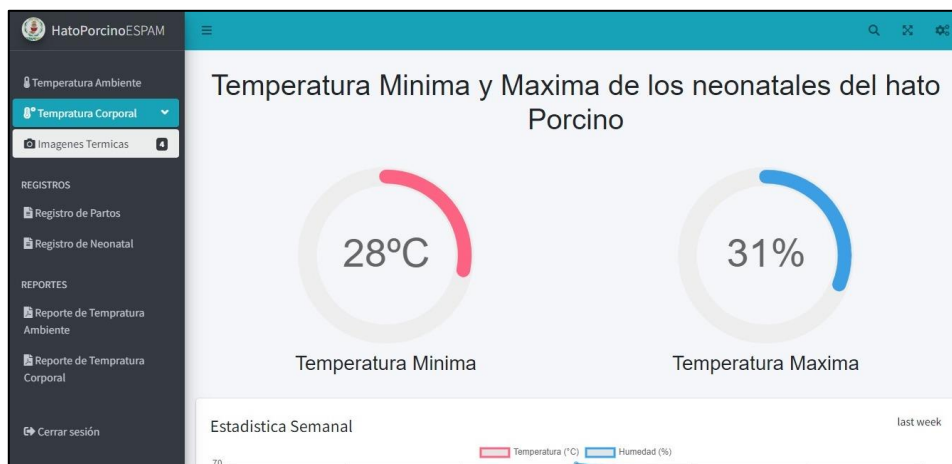 HatoPorcinoESPAM
Temperatura Ambiente
Tempratura Corporal
Imagenes Termicas 4
REGISTROS
Registro de Partos
Registro de Neonatal
REPORTES
Reporte de Tempratura
Ambiente
Reporte de Tempratura
Corporal
Cerrar sesión
Temperatura Minima y Maxima de los neonatales del hato
Porcino
28ºC
31%
Temperatura Minima
Temperatura Maxima
Estadistica Semanal
last week
Temperatura (°C) Humedad (%)
70